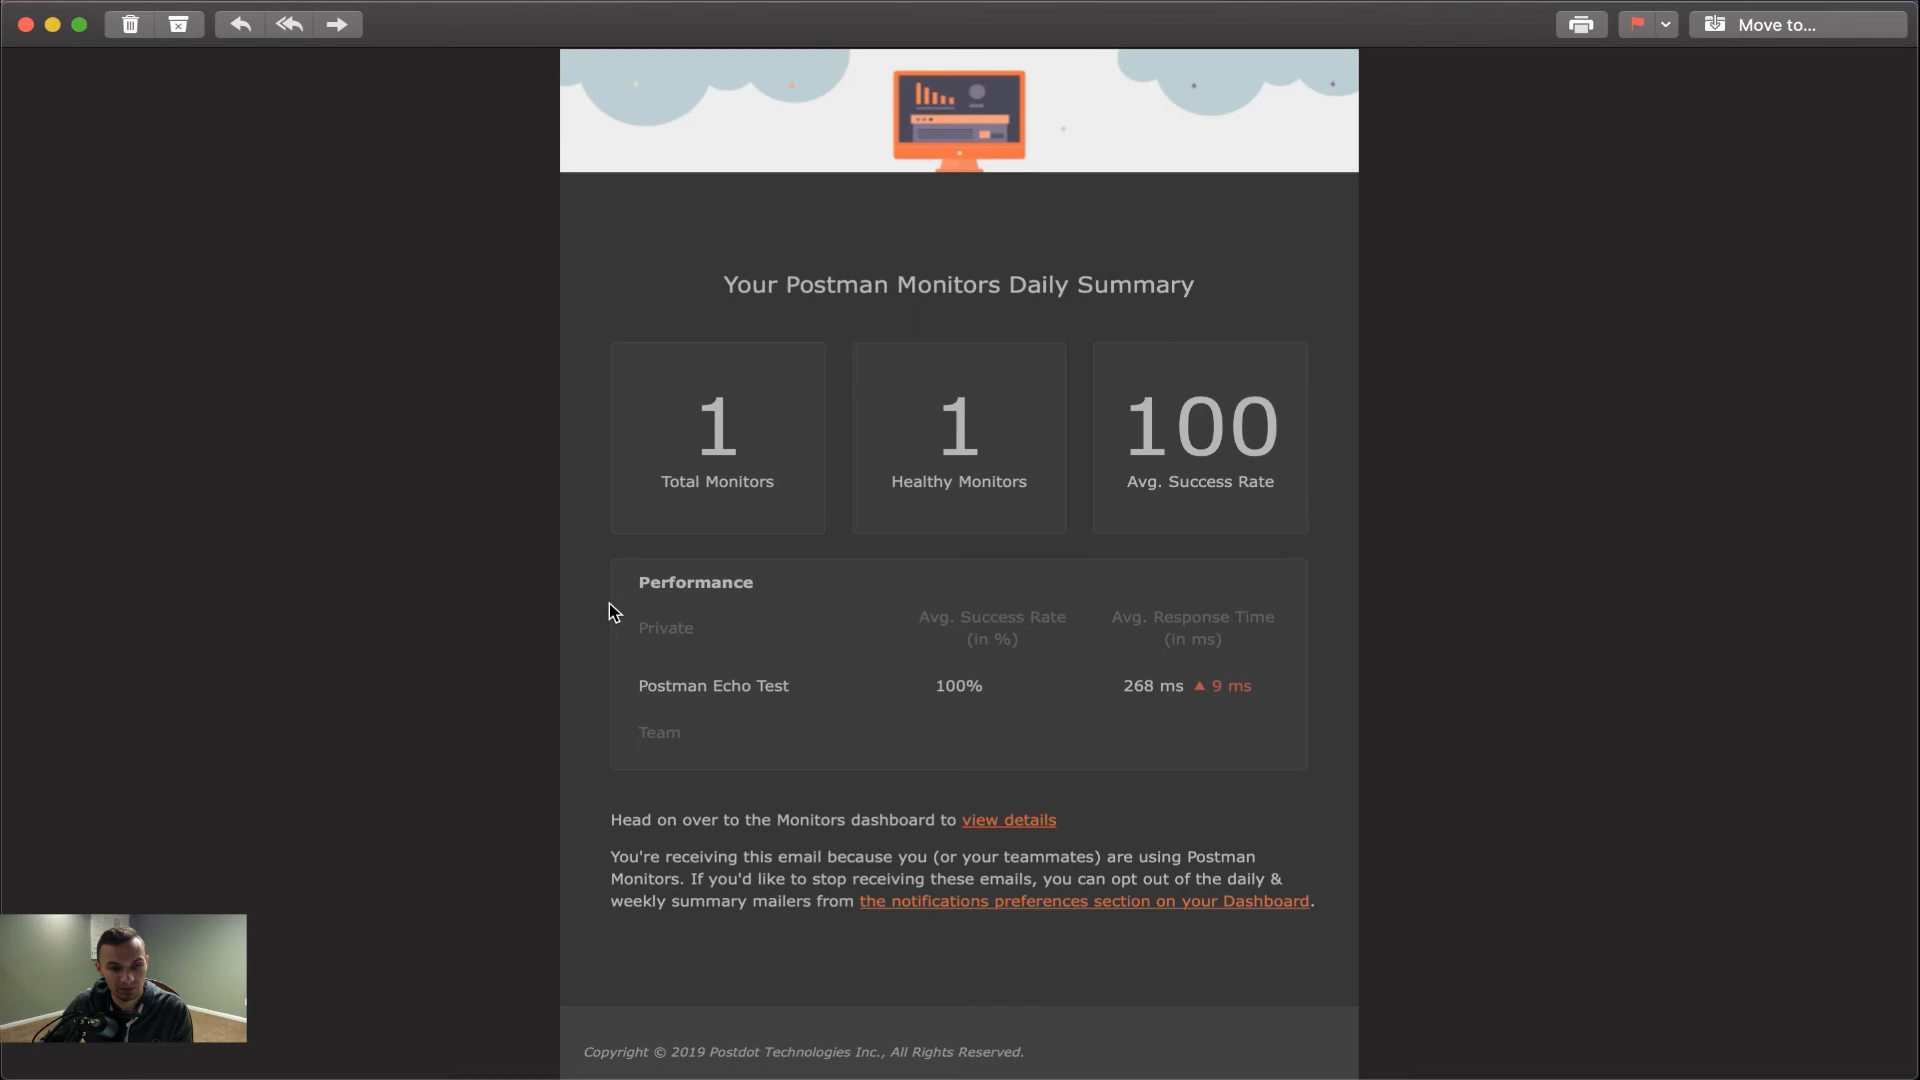 Move to...
Your Postman Monitors Daily Summary
1
Total Monitors
1
Healthy Monitors
100
Avg. Success Rate
Performance
Private
Avg. Success Rate
(in %)
Avg. Response Time
(in ms)
Postman Echo Test
100%
268 ms ▲ 9 ms
Team
Head on over to the Monitors dashboard to view details
You're receiving this email because you (or your teammates) are using Postman
Monitors. If you'd like to stop receiving these emails, you can opt out of the daily &
weekly summary mailers from the notifications preferences section on your Dashboard.
Copyright © 2019 Postdot Technologies Inc., All Rights Reserved.